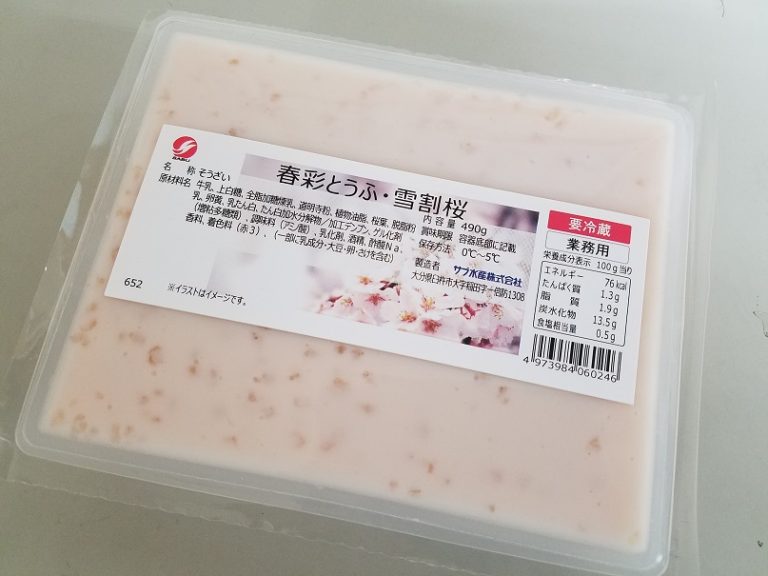 SABU
春彩とうふ・雪割桜
名 称 そうざい
原材料名 牛乳、上白糖、全脂加糖煉乳、道明寺粉、植物油脂、桜葉、脱脂粉
乳、卵黄、乳たん白、たん白加水分解物／加工デンプン、ゲル化剤
(増粘多糖類)、調味料(アミノ酸)、乳化剤、酒精、酢酸Na、
香料、着色料(赤3)、(一部に乳成分・大豆・卵・さけを含む)
652
※イラストはイメージです。
内 容 量 490g
賞味期限 容器底部に記載
保存方法 0℃～5℃
製造者 サブ水産株式会社
大分県臼杵市大字稲田字一倍防1308
要冷蔵
業務用
栄養成分表示 100g当り
エネルギー 76kcal
たんぱく質 1.3g
脂 質 1.9g
炭水化物 13.5g
食塩相当量 0.5g
4 973984 060246